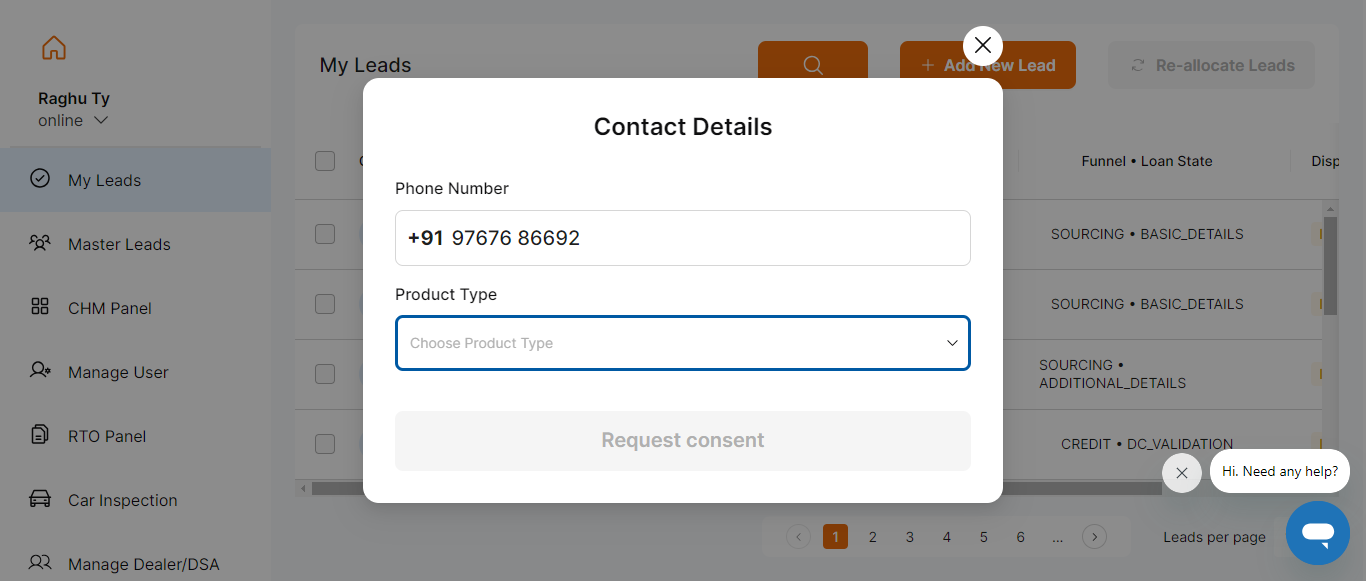 Raghu Ty
online
My Leads
Master Leads
CHM Panel
Manage User
RTO Panel
Car Inspection
Manage Dealer/DSA
My Leads
Add New Lead
Re-allocate Leads
Funnel • Loan State
SOURCING • BASIC_DETAILS
SOURCING • BASIC_DETAILS
SOURCING •
ADDITIONAL_DETAILS
CREDIT • DC_VALIDATION
Contact Details
Phone Number
+91 97676 86692
Product Type
Choose Product Type
Request consent
1 2 3 4 5 6 ...
Leads per page
Hi. Need any help?